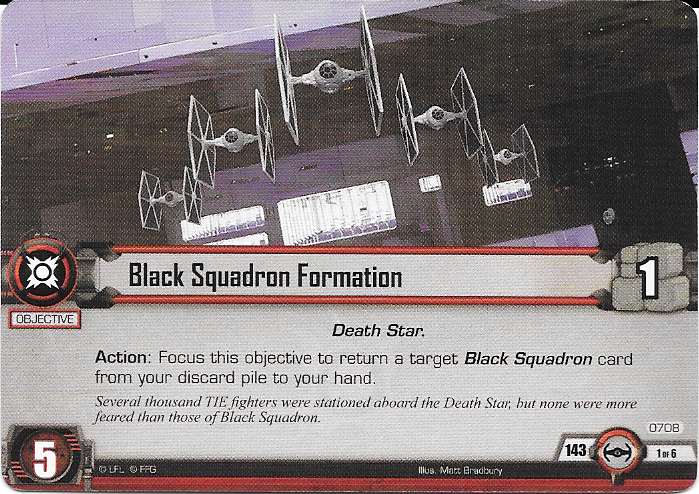 Black Squadron Formation
1
OBJECTIVE
Death Star.
Action: Focus this objective to return a target Black Squadron card
from your discard pile to your hand.
Several thousand TIE fighters were stationed aboard the Death Star, but none were more
feared than those of Black Squadron.
0708
5
143
1 OF 6
© LFL © FFG
Illus. Matt Bradbury